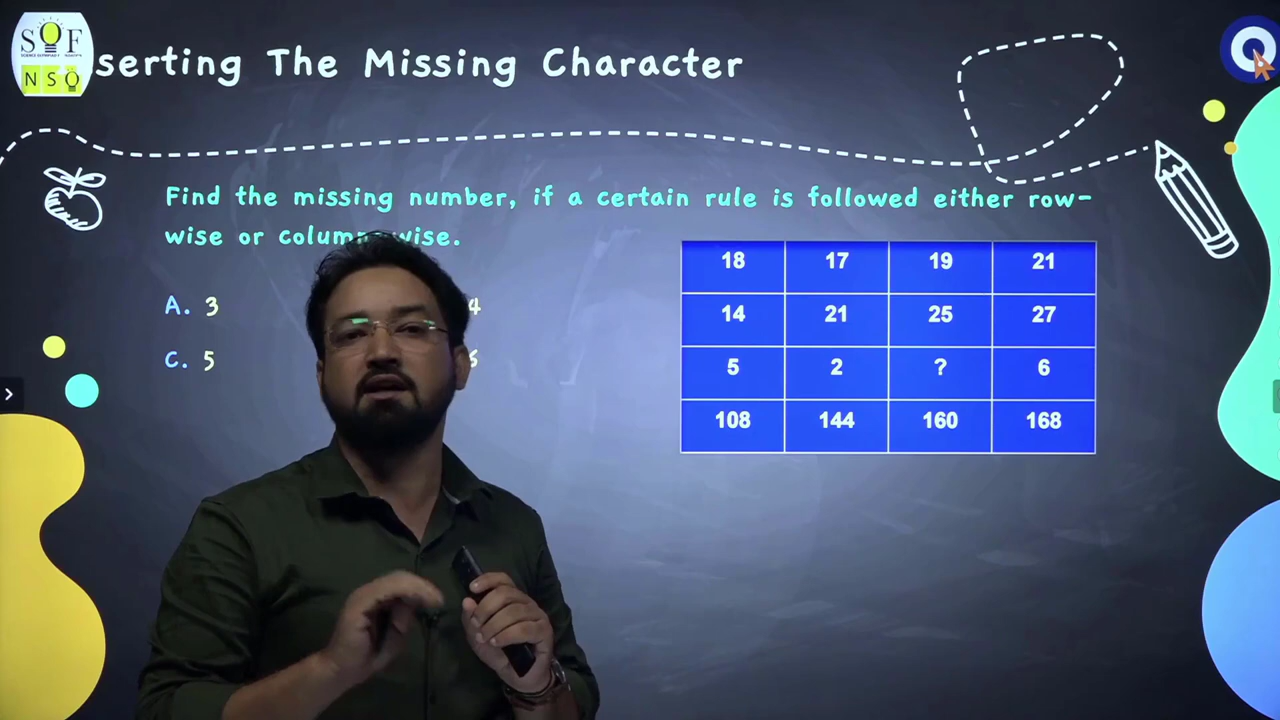 SOF
NSO
serting The Missing Character
Find the missing number, if a certain rule is followed either row-
wise or column wise.
A. 3
4
C. 5
18 17 19 21
14 21 25 27
5 2 ? 6
108 144 160 168